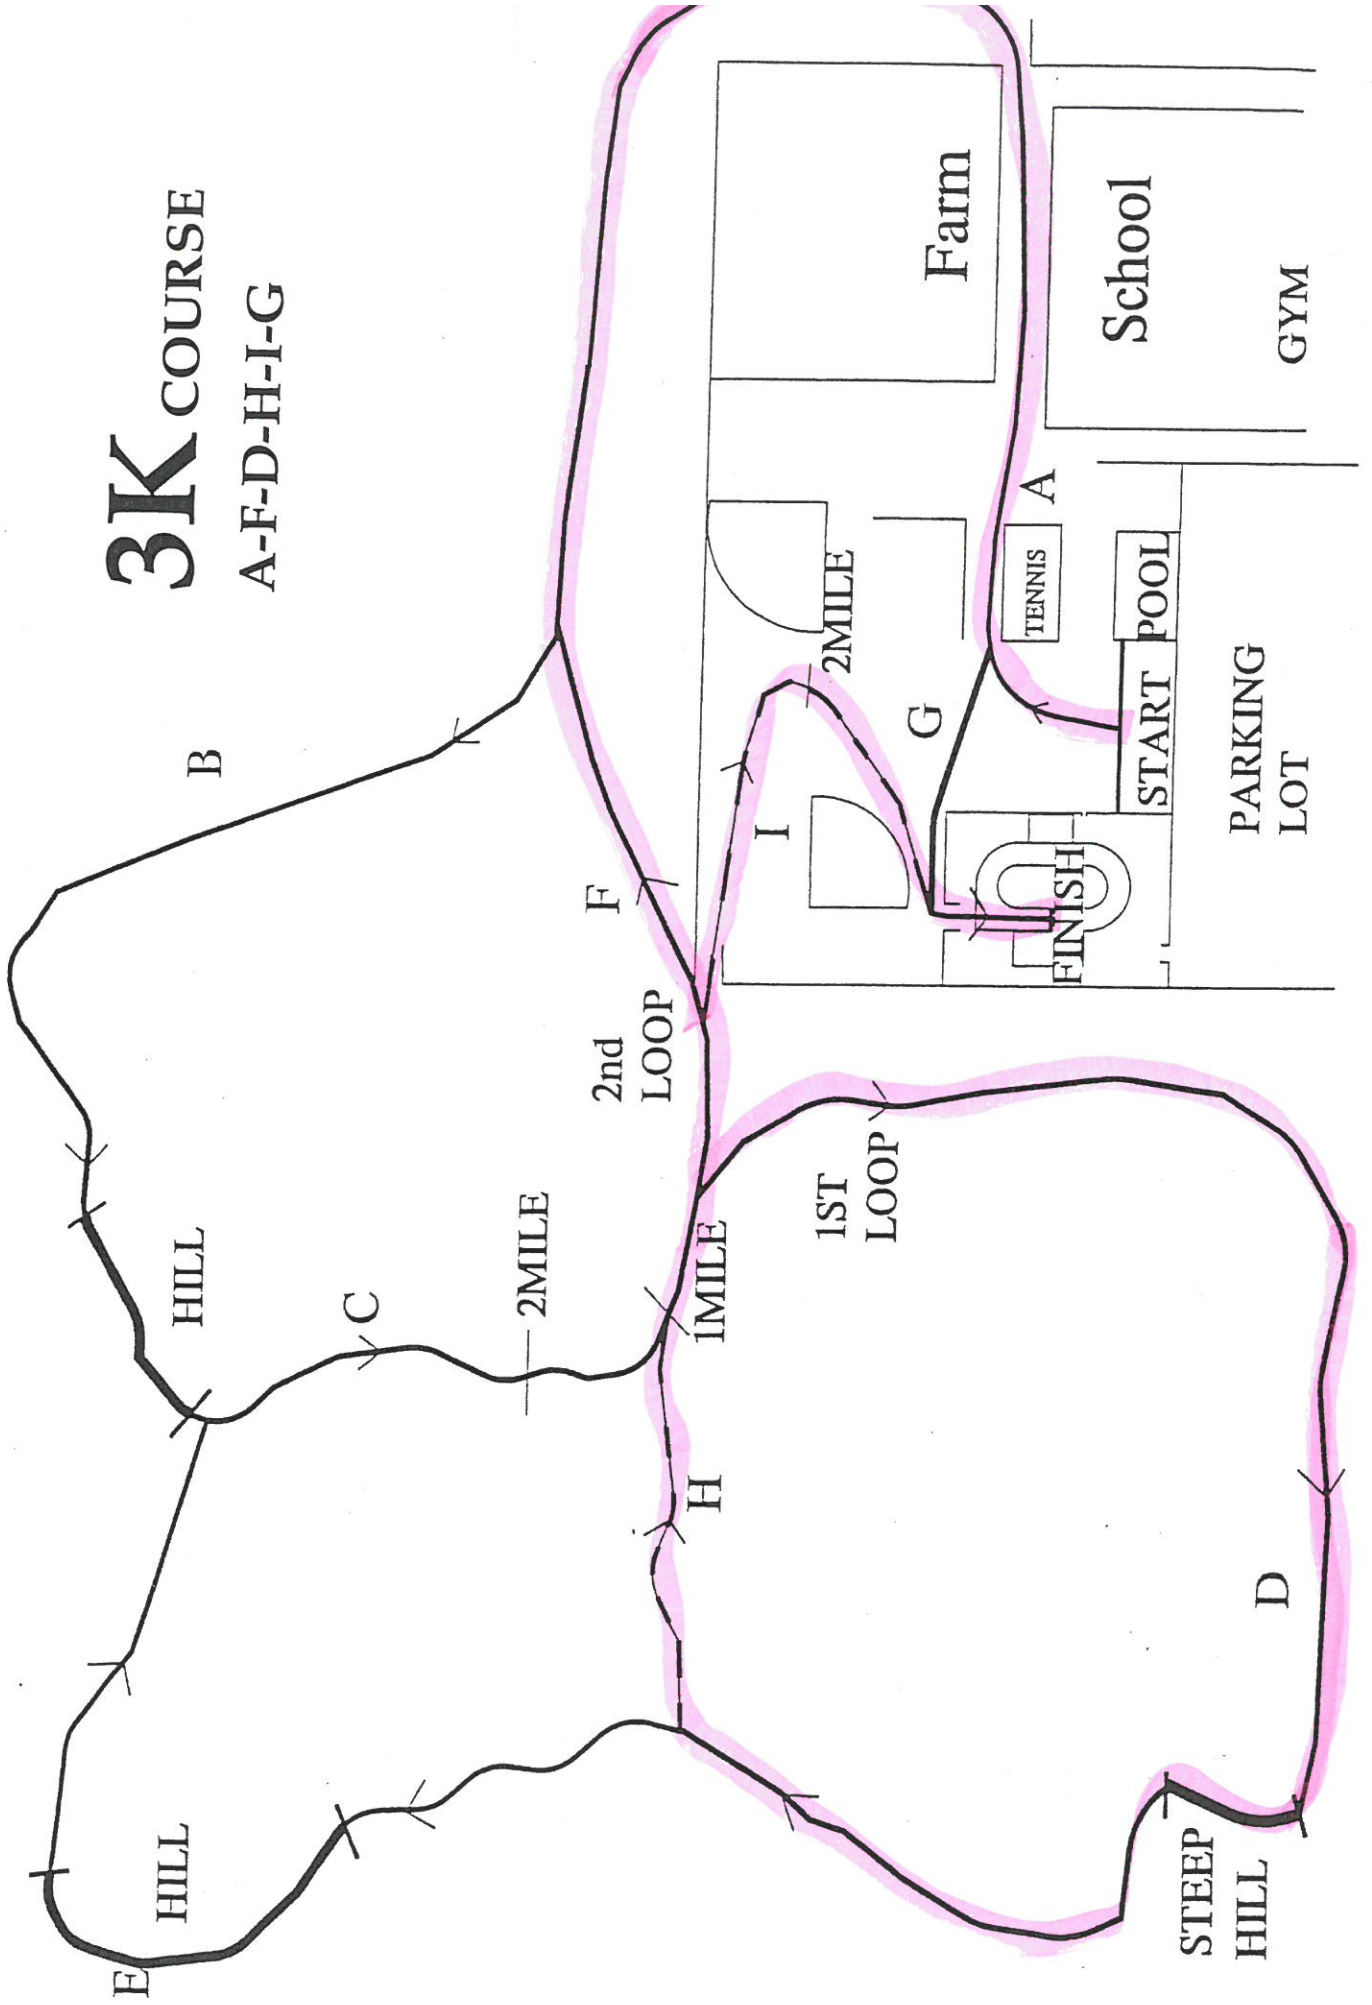 3K COURSE
A-F-D-H-I-G
B
HILL
C
2MILE
E
HILL
F
2nd
LOOP
1MILE
H
1ST
LOOP
I
2MILE
G
Farm
A
TENNIS
School
GYM
POOL
START
FINISH
PARKING
LOT
D
STEEP
HILL